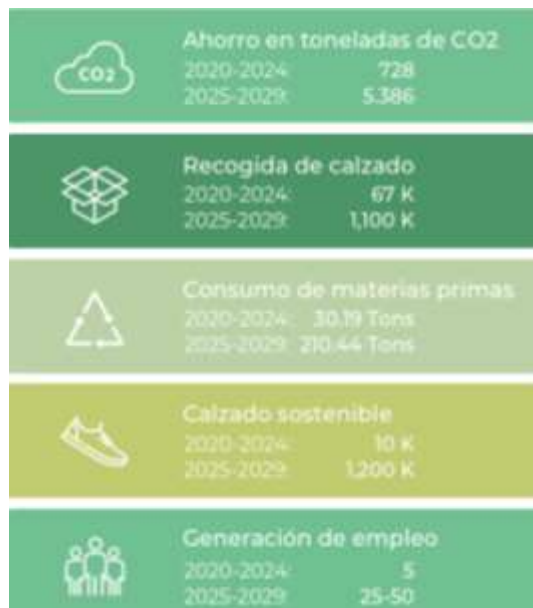 CO2
Ahorro en toneladas de CO2
2020-2024: 728
2025-2029: 5.386
Recogida de calzado
2020-2024: 67 K
2025-2029: 1,100 K
Consumo de materias primas
2020-2024: 30.19 Tons
2025-2029: 210.44 Tons
Calzado sostenible
2020-2024: 10 K
2025-2029: 1,200 K
Generación de empleo
2020-2024: 5
2025-2029: 25-50